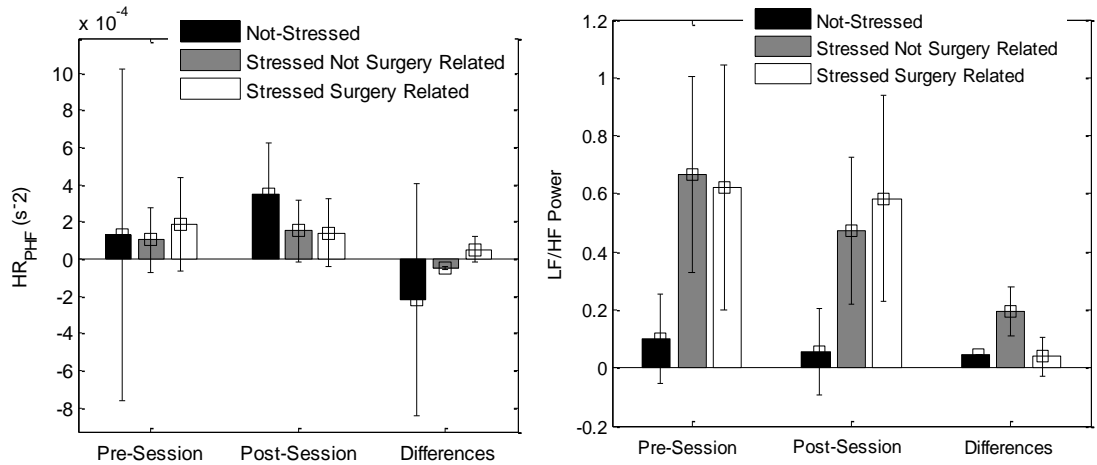 x 10⁻⁴
Not-Stressed
Stressed Not Surgery Related
Stressed Surgery Related
10
8
6
4
2
0
-2
-4
-6
-8
HR_PHF (s⁻2)
Pre-Session Post-Session Differences
Not-Stressed
Stressed Not Surgery Related
Stressed Surgery Related
1.2
1
0.8
0.6
0.4
0.2
0
-0.2
LF/HF Power
Pre-Session Post-Session Differences